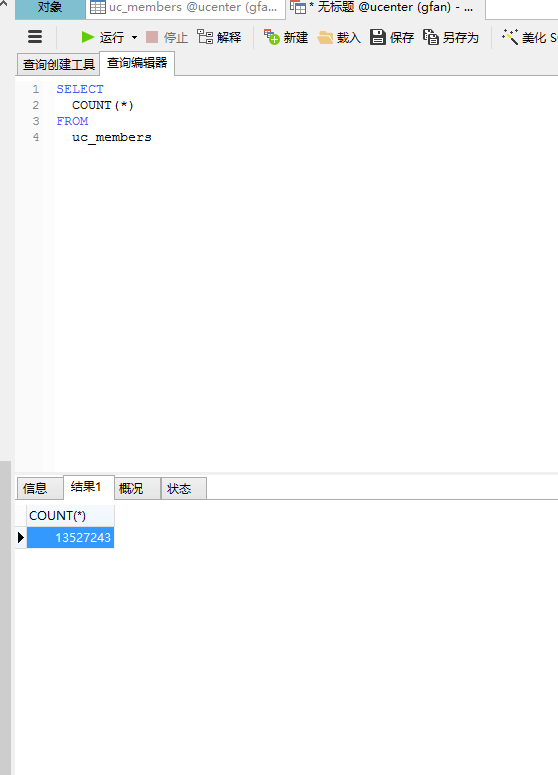 对象 uc_members @ucenter (gfa... * 无标题 @ucenter (gfan) - ...
运行 停止 解释 新建 载入 保存 另存为 美化 S
查询创建工具 查询编辑器
1 SELECT
2 COUNT(*)
3 FROM
4 uc_members
信息 结果1 概况 状态
COUNT(*)
13527243